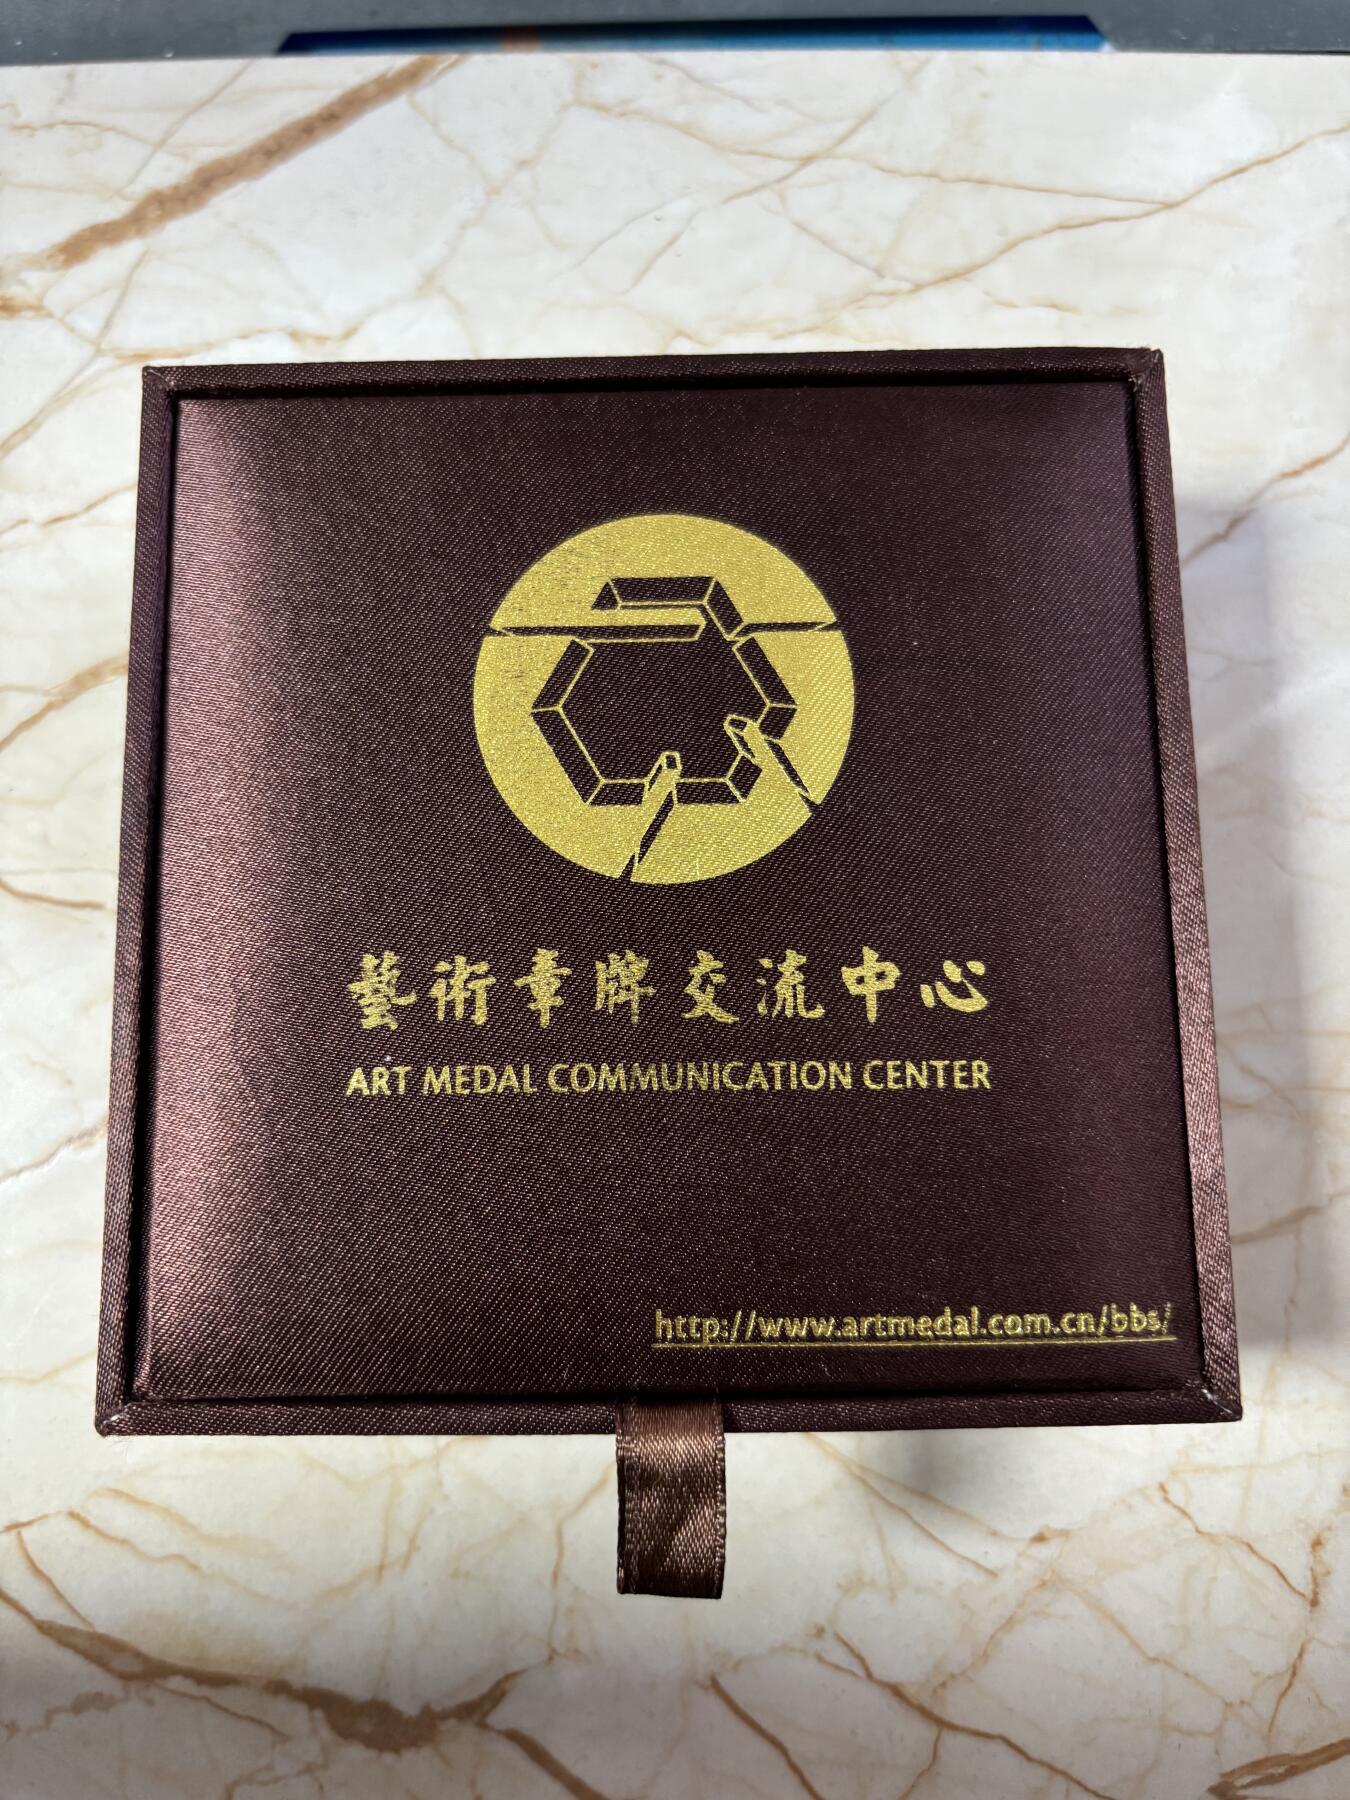 藝術章牌交流中心
ART MEDAL COMMUNICATION CENTER
http://www.artmedal.com.cn/bbs/